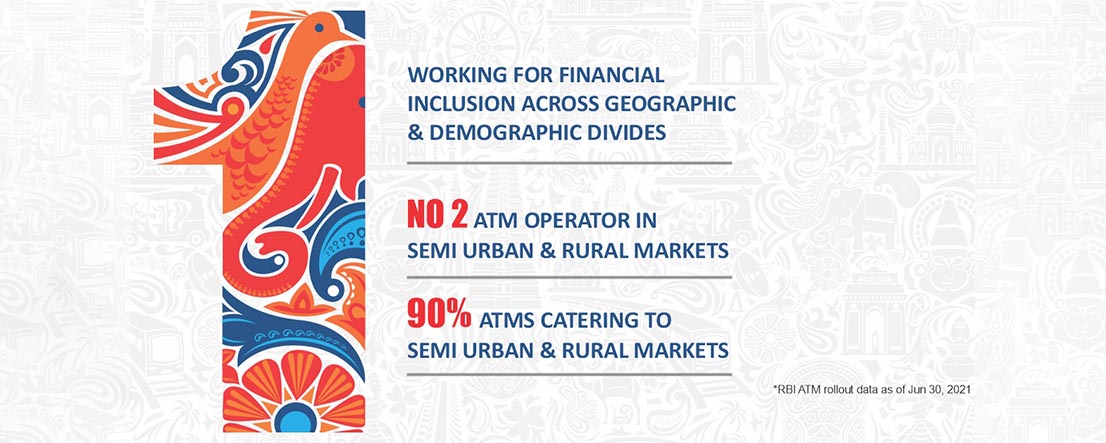 1
WORKING FOR FINANCIAL
INCLUSION ACROSS GEOGRAPHIC
& DEMOGRAPHIC DIVIDES
NO 2 ATM OPERATOR IN
SEMI URBAN & RURAL MARKETS
90% ATMS CATERING TO
SEMI URBAN & RURAL MARKETS
*RBI ATM rollout data as of Jun 30, 2021